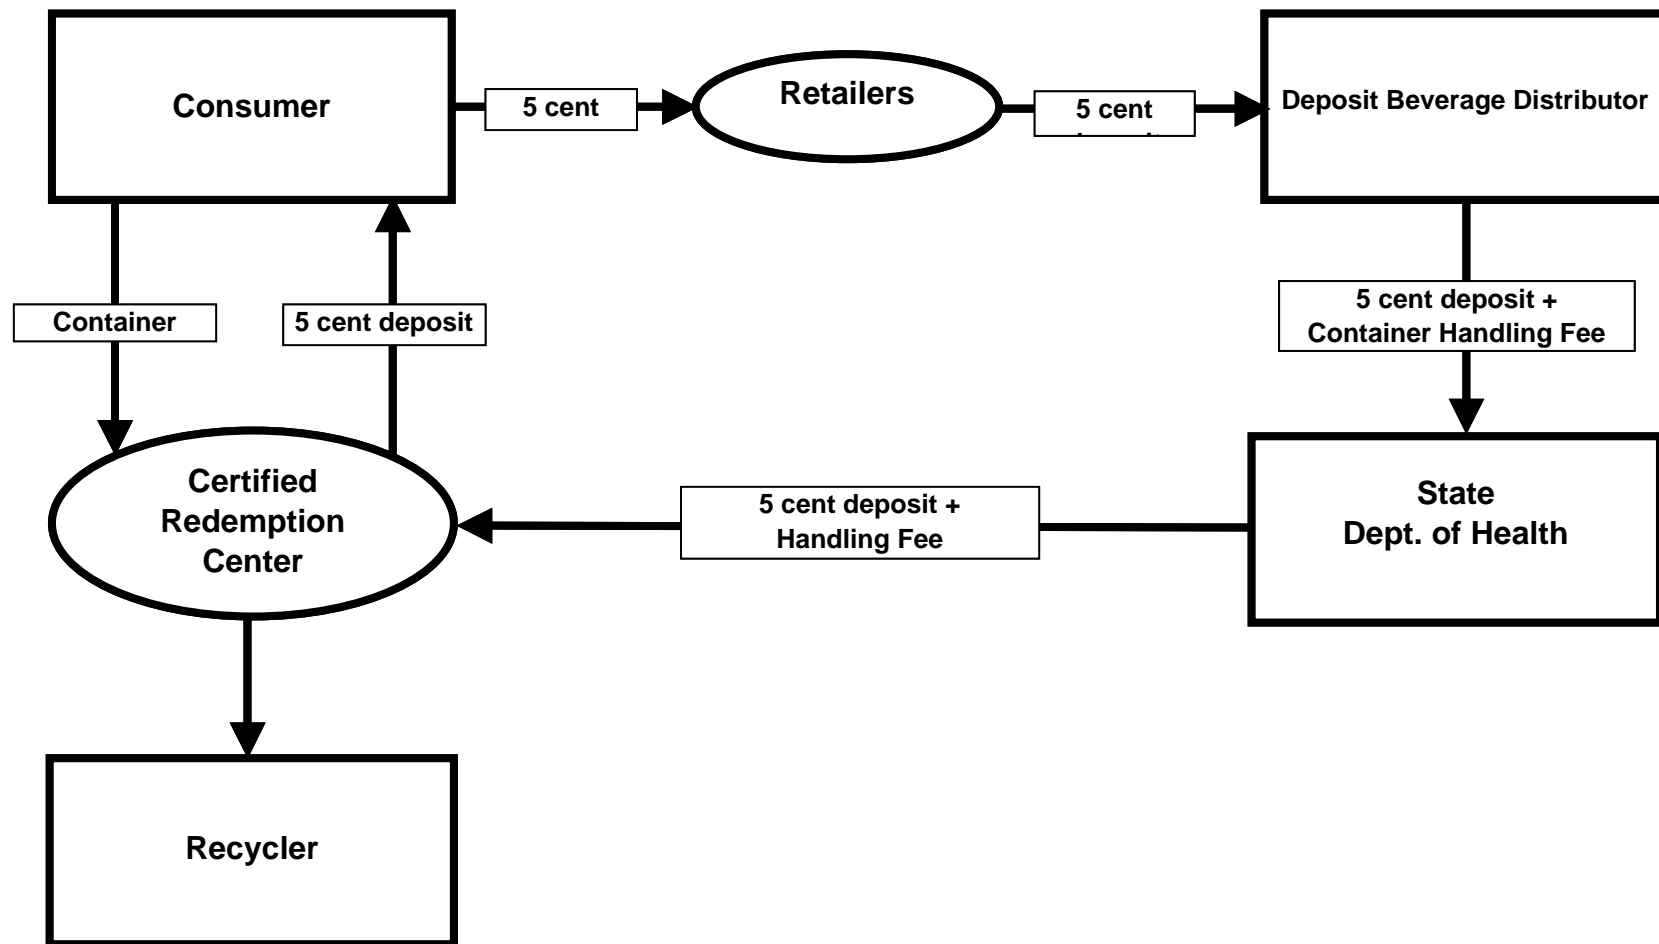 Consumer
5 cent
Retailers
5 cent
Deposit Beverage Distributor
Container
5 cent deposit
5 cent deposit +
Container Handling Fee
Certified
Redemption
Center
5 cent deposit +
Handling Fee
State
Dept. of Health
Recycler